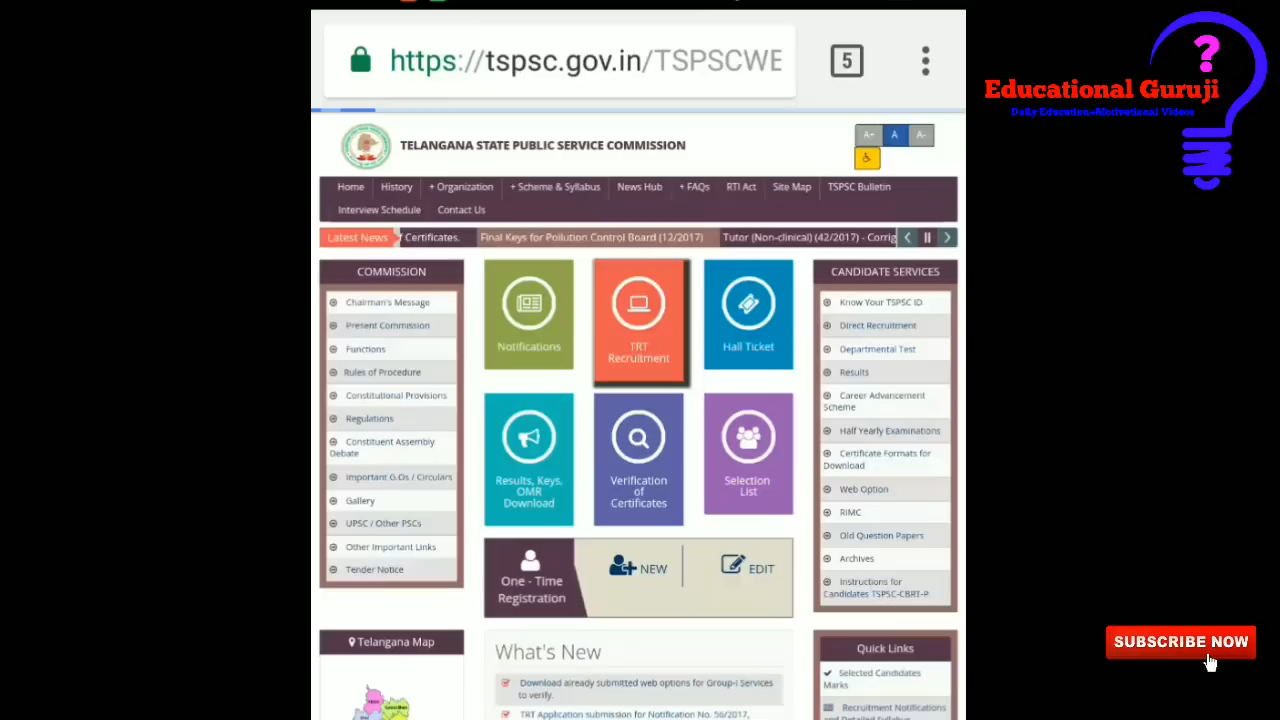 https://tspsc.gov.in/TSPSCWE
5
?
Educational Guruji
Daily Education+Motivational Videos
TELANGANA STATE PUBLIC SERVICE COMMISSION
A+ A A-
Home History + Organization + Scheme & Syllabus News Hub + FAQs RTI Act Site Map TSPSC Bulletin
Interview Schedule Contact Us
Latest News f Certificates. Final Keys for Pollution Control Board (12/2017) Tutor (Non-clinical) (42/2017) - Corrig
COMMISSION
Chairman's Message
Present Commission
Functions
Rules of Procedure
Constitutional Provisions
Regulations
Constituent Assembly
Debate
Important G.Os / Circulars
Gallery
UPSC / Other PSCs
Other Important Links
Tender Notice
Notifications
TRT
Recruitment
Hall Ticket
Results, Keys,
OMR
Download
Verification
of
Certificates
Selection
List
One - Time
Registration
NEW
EDIT
CANDIDATE SERVICES
Know Your TSPSC ID
Direct Recruitment
Departmental Test
Results
Career Advancement
Scheme
Half Yearly Examinations
Certificate Formats for
Download
Web Option
RIMC
Old Question Papers
Archives
Instructions for
Candidates TSPSC-CBRT-P
Telangana Map
What's New
Download already submitted web options for Group-I Services
to verify.
TRT Application submission for Notification No. 56/2017,
Quick Links
Selected Candidates
Marks
Recruitment Notifications
and Detailed Syllabus
SUBSCRIBE NOW